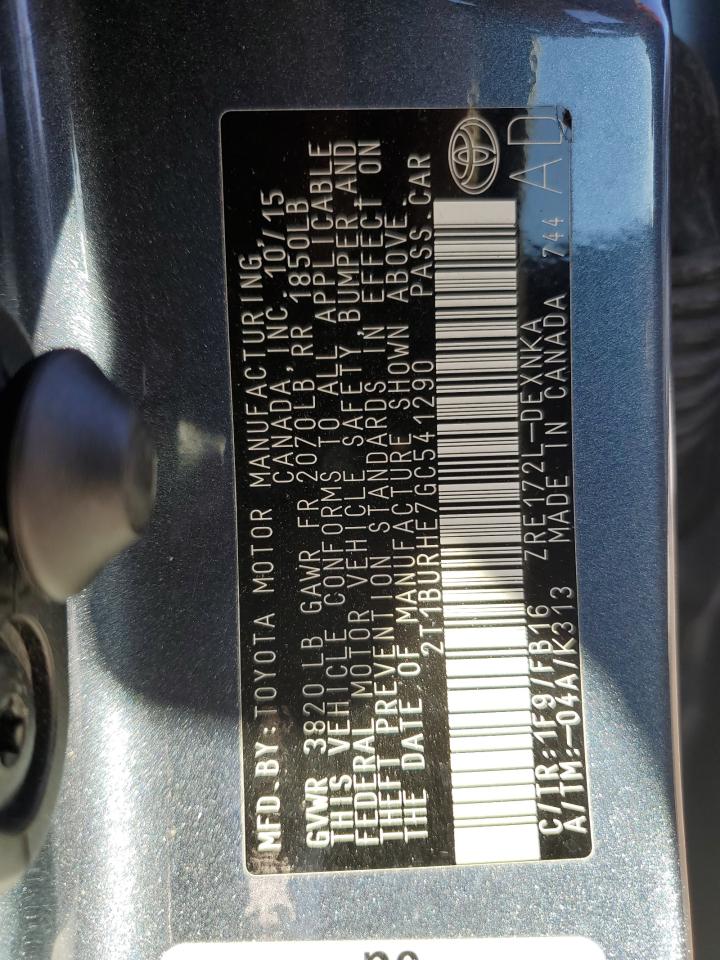 MFD.BY:TOYOTA MOTOR MANUFACTURING,
CANADA, INC. 10/15
GVWR 3820LB GAWR FR 2070LB RR 1850LB
THIS VEHICLE CONFORMS TO ALL APPLICABLE
FEDERAL MOTOR VEHICLE SAFETY, BUMPER AND
THEFT PREVENTION STANDARDS IN EFFECT ON
THE DATE OF MANUFACTURE SHOWN ABOVE.
2T1BURHE7GC541290 PASS.CAR
C/TR:1F9/FB16 ZRE172L-DEXNKA
A/TM:-04A/K313 MADE IN CANADA 744
AD